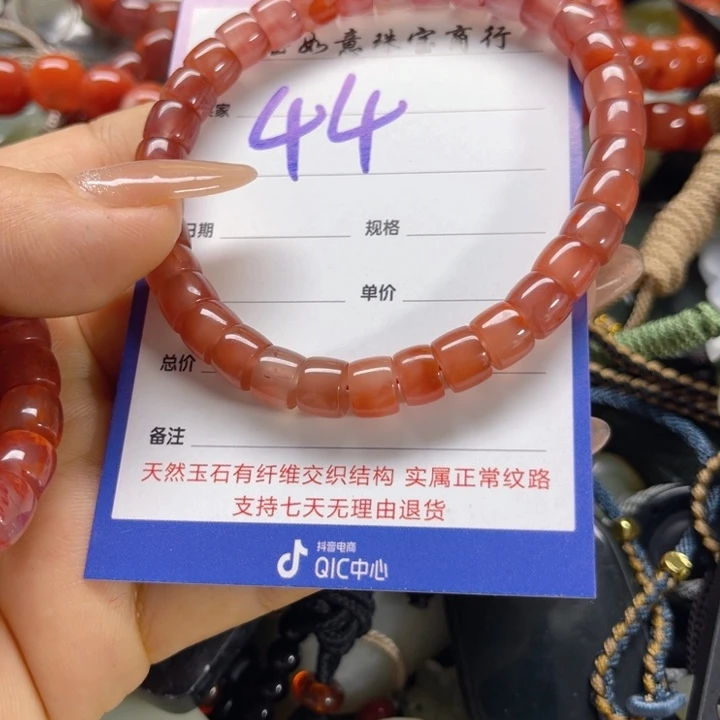 如意珠宝商行
家
44
日期
规格
单价
总价
备注
天然玉石有纤维交织结构 实属正常纹路
支持七天无理由退货
抖音电商
QIC中心